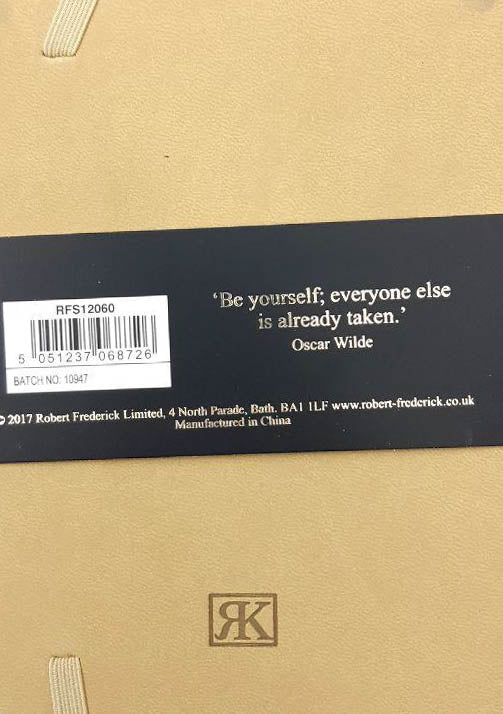 RFS12060
5 051237 068726
BATCH NO: 10947
‘Be yourself; everyone else
is already taken.’
Oscar Wilde
© 2017 Robert Frederick Limited, 4 North Parade, Bath. BA1 1LF www.robert-frederick.co.uk
Manufactured in China
RK